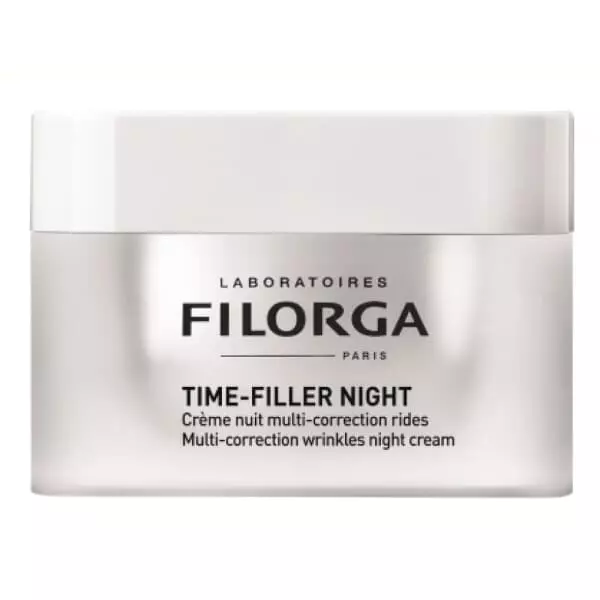 LABORATOIRES
FILORGA
PARIS
TIME-FILLER NIGHT
Crème nuit multi-correction rides
Multi-correction wrinkles night cream